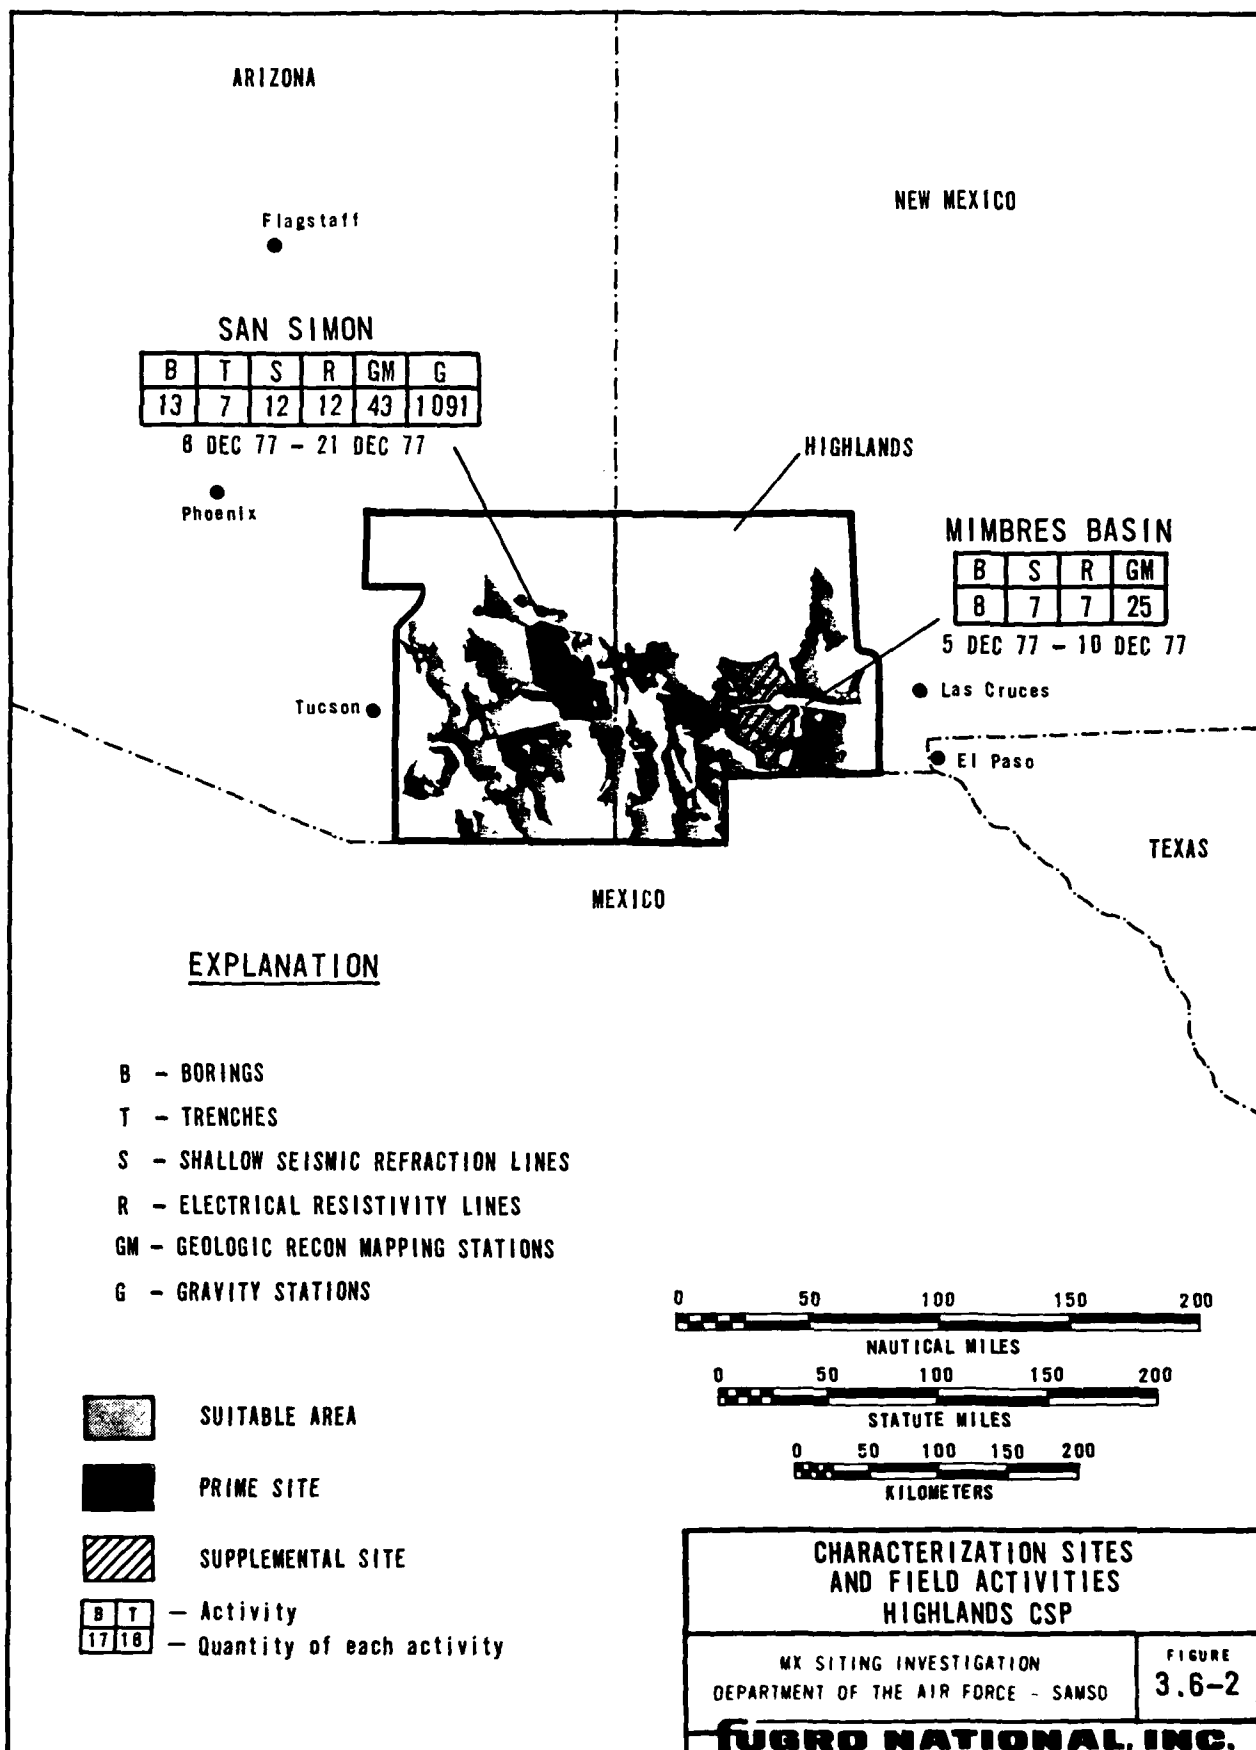 ARIZONA
NEW MEXICO
Flagstaff
SAN SIMON
B T S R GM G
13 7 12 12 43 1091
6 DEC 77 – 21 DEC 77
Phoenix
HIGHLANDS
MIMBRES BASIN
B S R GM
8 7 7 25
5 DEC 77 – 10 DEC 77
Tucson
Las Cruces
El Paso
TEXAS
MEXICO
EXPLANATION
B – BORINGS
T – TRENCHES
S – SHALLOW SEISMIC REFRACTION LINES
R – ELECTRICAL RESISTIVITY LINES
GM – GEOLOGIC RECON MAPPING STATIONS
G – GRAVITY STATIONS
0 50 100 150 200
NAUTICAL MILES
0 50 100 150 200
STATUTE MILES
0 50 100 150 200
KILOMETERS
SUITABLE AREA
PRIME SITE
SUPPLEMENTAL SITE
B T – Activity
17 16 – Quantity of each activity
CHARACTERIZATION SITES
AND FIELD ACTIVITIES
HIGHLANDS CSP
MX SITING INVESTIGATION
DEPARTMENT OF THE AIR FORCE – SAMSO
FIGURE
3.6-2
fUGRO NATIONAL, INC.